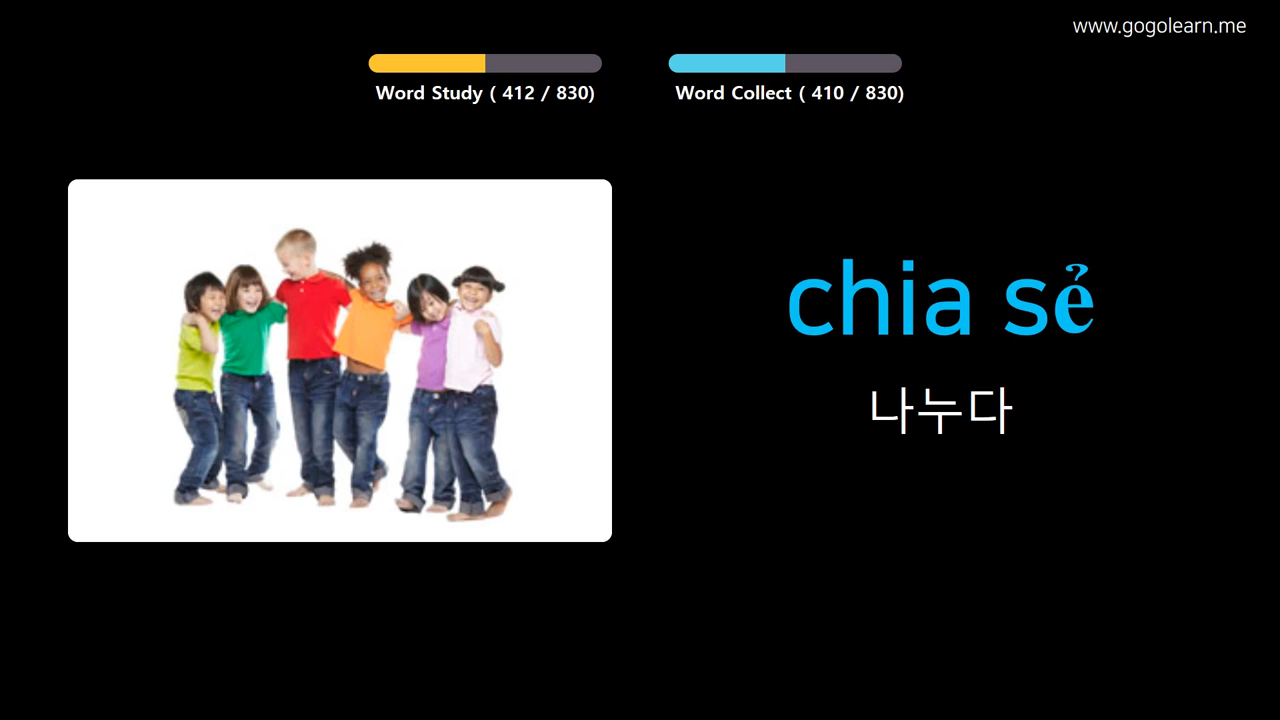 www.gogolearn.me
Word Study ( 412 / 830)
Word Collect ( 410 / 830)
chia sẻ
나누다